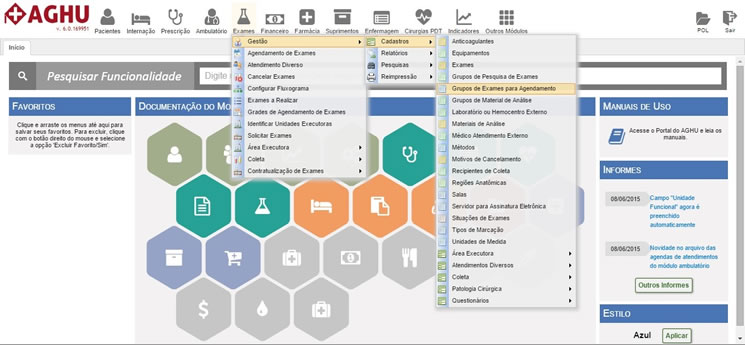 AGHU
v. 6.0.169951
Pacientes
Internação
Prescrição
Ambulatório
Exames
Financeiro
Farmácia
Suprimentos
Enfermagem
Cirurgias PDT
Indicadores
Outros Módulos
POL
Sair
Início
Pesquisar Funcionalidade
Digite
Favoritos
Clique e arraste os menus até aqui para
salvar seus favoritos. Para excluir, clique
com o botão direito do mouse e selecione
a opção 'Excluir Favorito/Sim'.
Documentação do Mo
Gestão
Agendamento de Exames
Atendimento Diverso
Cancelar Exames
Configurar Fluxograma
Exames a Realizar
Grades de Agendamento de Exames
Identificar Unidades Executoras
Solicitar Exames
Área Executora
Coleta
Contratualização de Exames
Cadastros
Relatórios
Pesquisas
Reimpressão
Anticoagulantes
Equipamentos
Exames
Grupos de Pesquisa de Exames
Grupos de Exames para Agendamento
Grupos de Material de Análise
Laboratório ou Hemocentro Externo
Materiais de Análise
Médico Atendimento Externo
Métodos
Motivos de Cancelamento
Recipientes de Coleta
Regiões Anatômicas
Salas
Servidor para Assinatura Eletrônica
Situações de Exames
Tipos de Marcação
Unidades de Medida
Área Executora
Atendimentos Diversos
Coleta
Patologia Cirúrgica
Questionários
Manuais de Uso
Acesse o Portal do AGHU e leia os
manuais.
Informes
08/06/2015
Campo "Unidade
Funcional" agora é
preenchido
automaticamente
08/06/2015
Novidade no arquivo das
agendas de atendimentos
do módulo ambulatório
Outros Informes
Estilo
Azul
Aplicar